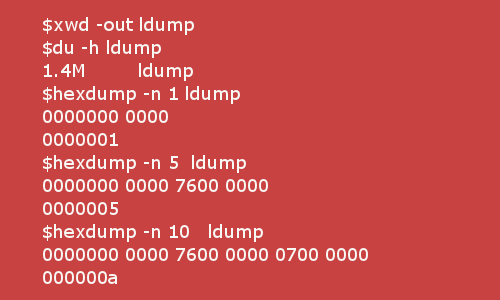 $xwd -out ldump
$du -h ldump
1.4M ldump
$hexdump -n 1 ldump
0000000 0000
0000001
$hexdump -n 5 ldump
0000000 0000 7600 0000
0000005
$hexdump -n 10 ldump
0000000 0000 7600 0000 0700 0000
000000a